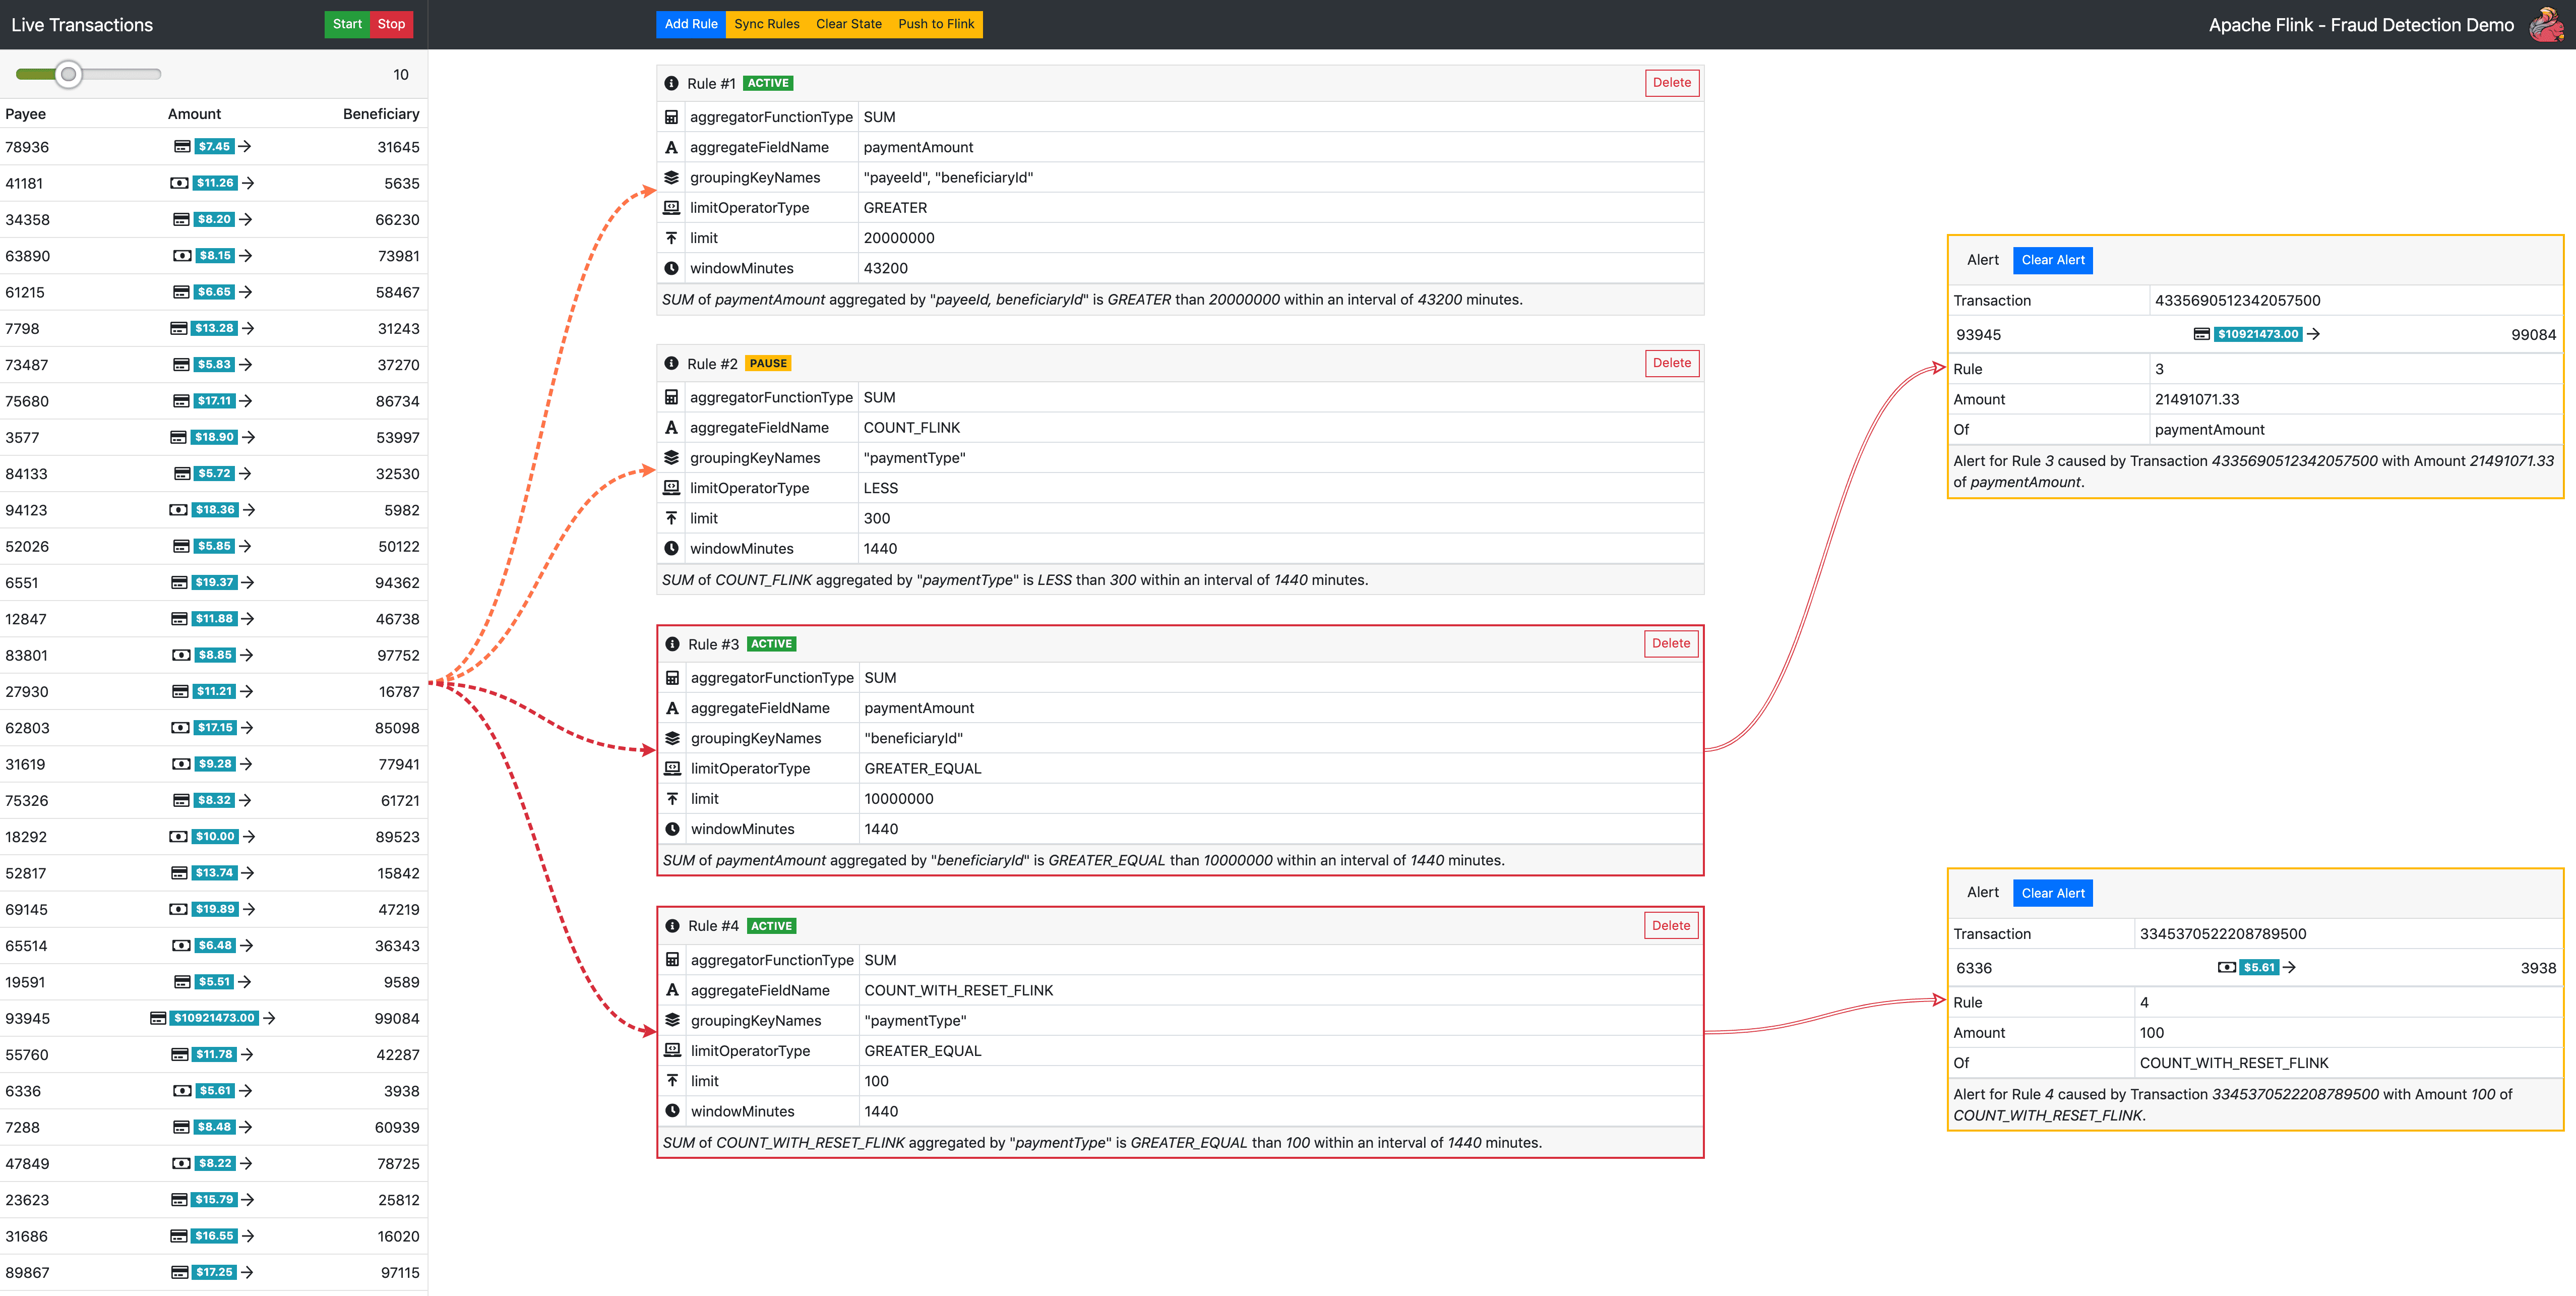 Live Transactions
Start Stop
Add Rule Sync Rules Clear State Push to Flink
Apache Flink - Fraud Detection Demo
10
Payee Amount Beneficiary
78936 $7.45 31645
41181 $11.26 5635
34358 $8.20 66230
63890 $8.15 73981
61215 $6.65 58467
7798 $13.28 31243
73487 $5.83 37270
75680 $17.11 86734
3577 $18.90 53997
84133 $5.72 32530
94123 $18.36 5982
52026 $5.85 50122
6551 $19.37 94362
12847 $11.88 46738
83801 $8.85 97752
27930 $11.21 16787
62803 $17.15 85098
31619 $9.28 77941
75326 $8.32 61721
18292 $10.00 89523
52817 $13.74 15842
69145 $19.89 47219
65514 $6.48 36343
19591 $5.51 9589
93945 $10921473.00 99084
55760 $11.78 42287
6336 $5.61 3938
7288 $8.48 60939
47849 $8.22 78725
23623 $15.79 25812
31686 $16.55 16020
89867 $17.25 97115
Rule #1 ACTIVE Delete
aggregatorFunctionType SUM
aggregateFieldName paymentAmount
groupingKeyNames "payeeId", "beneficiaryId"
limitOperatorType GREATER
limit 20000000
windowMinutes 43200
SUM of paymentAmount aggregated by "payeeId, beneficiaryId" is GREATER than 20000000 within an interval of 43200 minutes.
Rule #2 PAUSE Delete
aggregatorFunctionType SUM
aggregateFieldName COUNT_FLINK
groupingKeyNames "paymentType"
limitOperatorType LESS
limit 300
windowMinutes 1440
SUM of COUNT_FLINK aggregated by "paymentType" is LESS than 300 within an interval of 1440 minutes.
Rule #3 ACTIVE Delete
aggregatorFunctionType SUM
aggregateFieldName paymentAmount
groupingKeyNames "beneficiaryId"
limitOperatorType GREATER_EQUAL
limit 10000000
windowMinutes 1440
SUM of paymentAmount aggregated by "beneficiaryId" is GREATER_EQUAL than 10000000 within an interval of 1440 minutes.
Rule #4 ACTIVE Delete
aggregatorFunctionType SUM
aggregateFieldName COUNT_WITH_RESET_FLINK
groupingKeyNames "paymentType"
limitOperatorType GREATER_EQUAL
limit 100
windowMinutes 1440
SUM of COUNT_WITH_RESET_FLINK aggregated by "paymentType" is GREATER_EQUAL than 100 within an interval of 1440 minutes.
Alert Clear Alert
Transaction 4335690512342057500
93945 $10921473.00 99084
Rule 3
Amount 21491071.33
Of paymentAmount
Alert for Rule 3 caused by Transaction 4335690512342057500 with Amount 21491071.33
of paymentAmount.
Alert Clear Alert
Transaction 3345370522208789500
6336 $5.61 3938
Rule 4
Amount 100
Of COUNT_WITH_RESET_FLINK
Alert for Rule 4 caused by Transaction 3345370522208789500 with Amount 100 of
COUNT_WITH_RESET_FLINK.